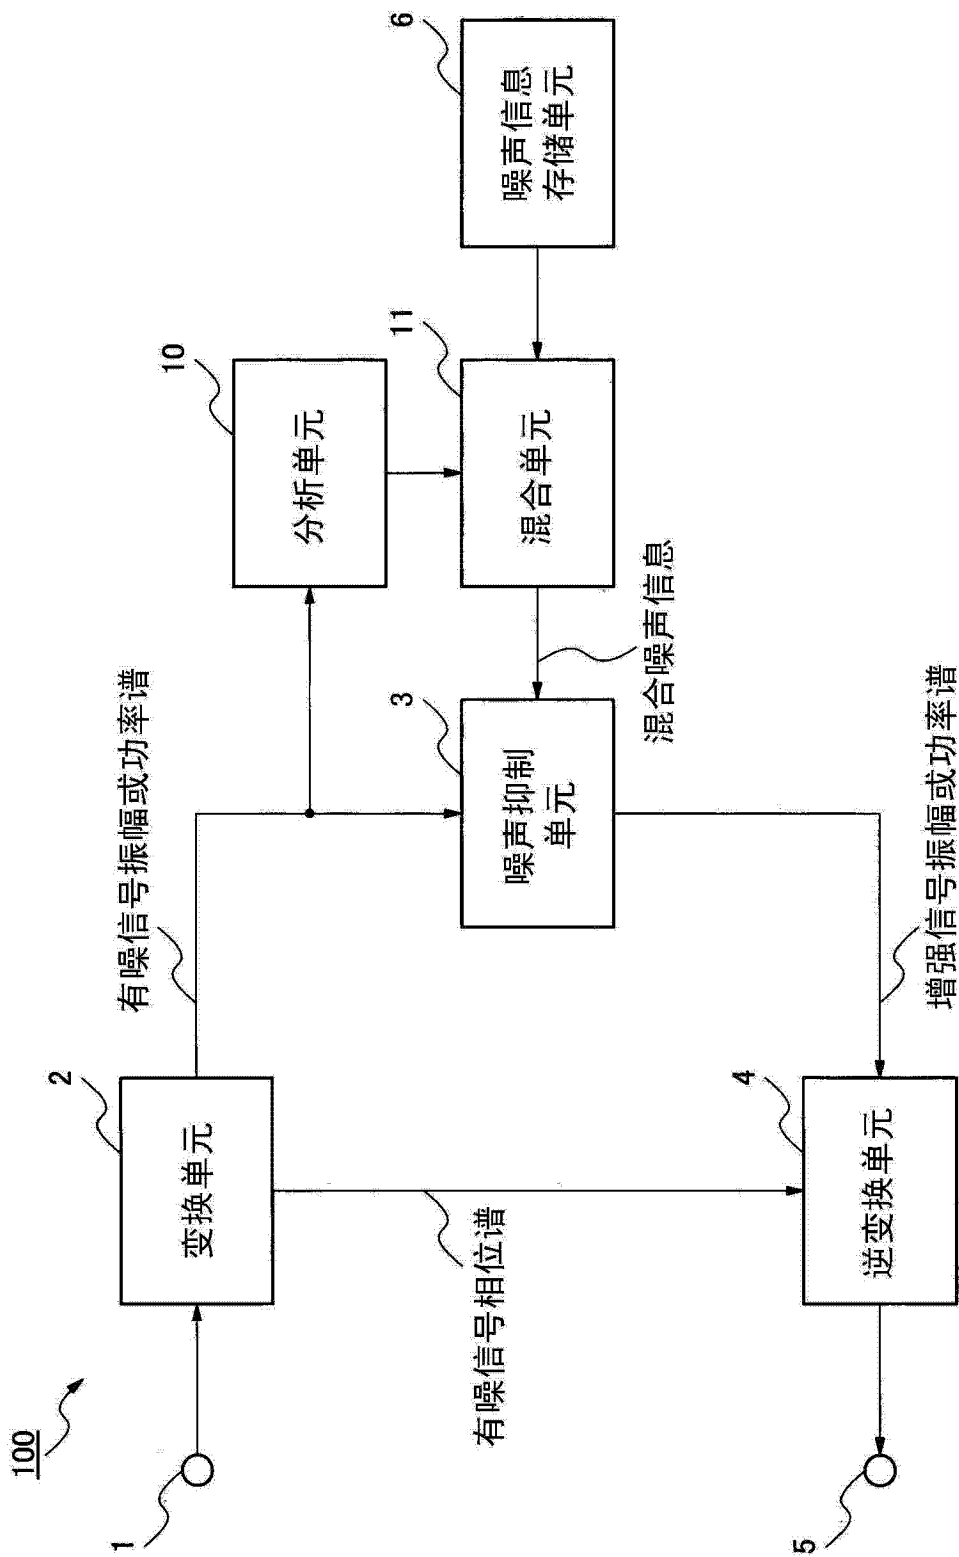 100
1
2
变换单元
有噪信号振幅或功率谱
10
分析单元
有噪信号相位谱
3
噪声抑制
单元
混合噪声信息
11
混合单元
6
噪声信息
存储单元
5
4
逆变换单元
增强信号振幅或功率谱